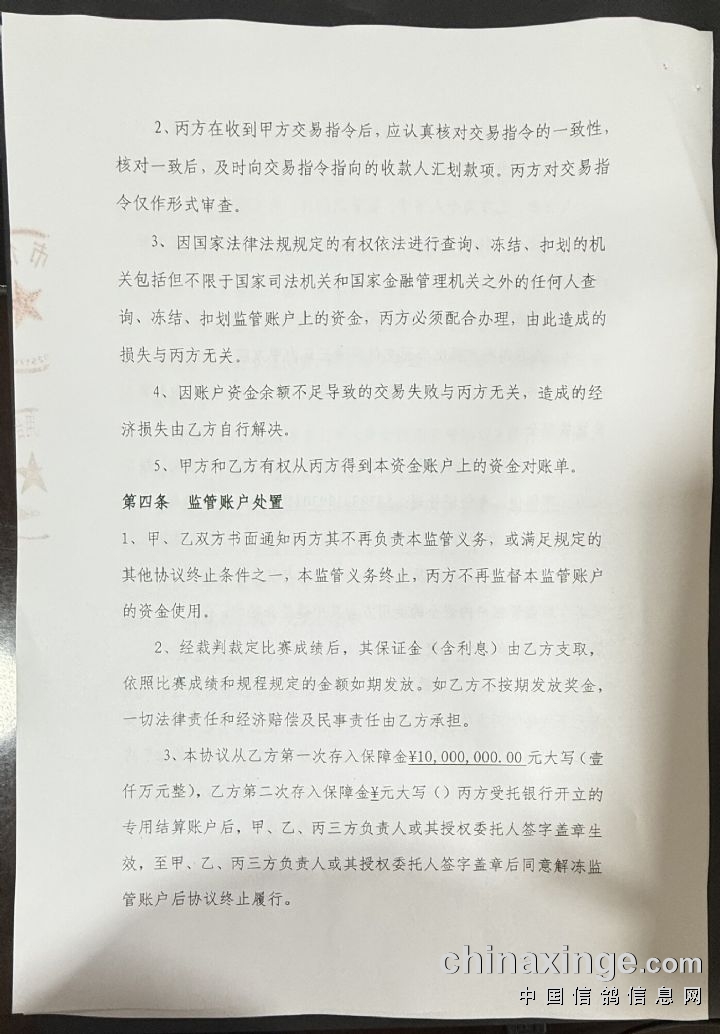 2、丙方在收到甲方交易指令后，应认真核对交易指令的一致性，
核对一致后，及时向交易指令指向的收款人汇划款项。丙方对交易指
令仅作形式审查。
3、因国家法律法规规定的有权依法进行查询、冻结、扣划的机
关包括但不限于国家司法机关和国家金融管理机关之外的任何人查
询、冻结、扣划监管账户上的资金，丙方必须配合办理，由此造成的
损失与丙方无关。
4、因账户资金余额不足导致的交易失败与丙方无关，造成的经
济损失由乙方自行解决。
5、甲方和乙方有权从丙方得到本资金账户上的资金对账单。
第四条 监管账户处置
1、甲、乙双方书面通知丙方其不再负责本监管义务，或满足规定的
其他协议终止条件之一，本监管义务终止，丙方不再监督本监管账户
的资金使用。
2、经裁判裁定比赛成绩后，其保证金（含利息）由乙方支取，
依照比赛成绩和规程规定的金额如期发放。如乙方不按期发放奖金，
一切法律责任和经济赔偿及民事责任由乙方承担。
3、本协议从乙方第一次存入保障金¥10,000,000.00 元大写（壹
仟万元整），乙方第二次存入保障金¥元大写（）丙方受托银行开立的
专用结算账户后，甲、乙、丙三方负责人或其授权委托人签字盖章生
效，至甲、乙、丙三方负责人或其授权委托人签字盖章后同意解冻监
管账户后协议终止履行。
chinaxinge.com
中国信鸽信息网